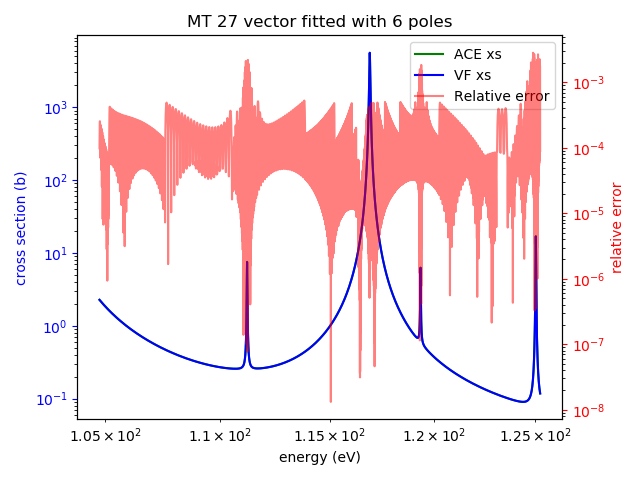 MT 27 vector fitted with 6 poles
ACE xs
VF xs
Relative error
cross section (b)
10³
10²
10¹
10⁰
10⁻¹
10⁻³
10⁻⁴
10⁻⁵
10⁻⁶
10⁻⁷
10⁻⁸
relative error
1.05 × 10² 1.1 × 10² 1.15 × 10² 1.2 × 10² 1.25 × 10²
energy (eV)